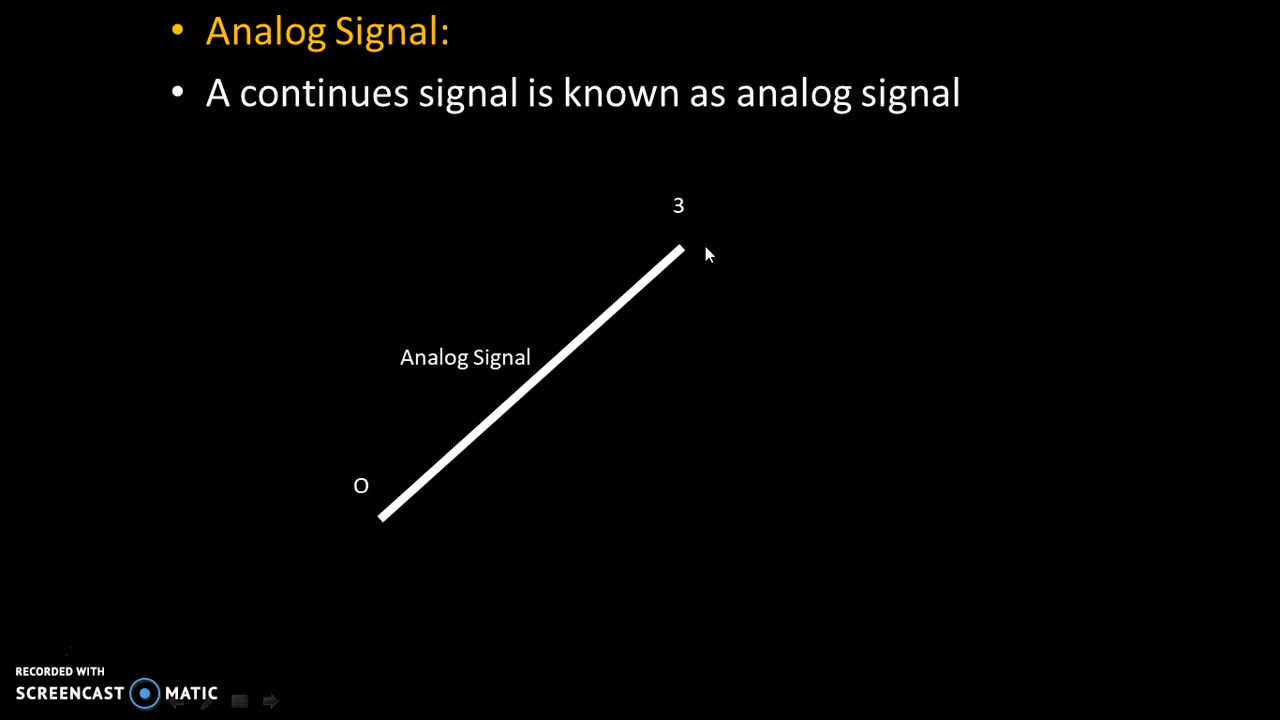 • Analog Signal:
• A continues signal is known as analog signal
3
Analog Signal
O
RECORDED WITH
SCREENCAST MATIC